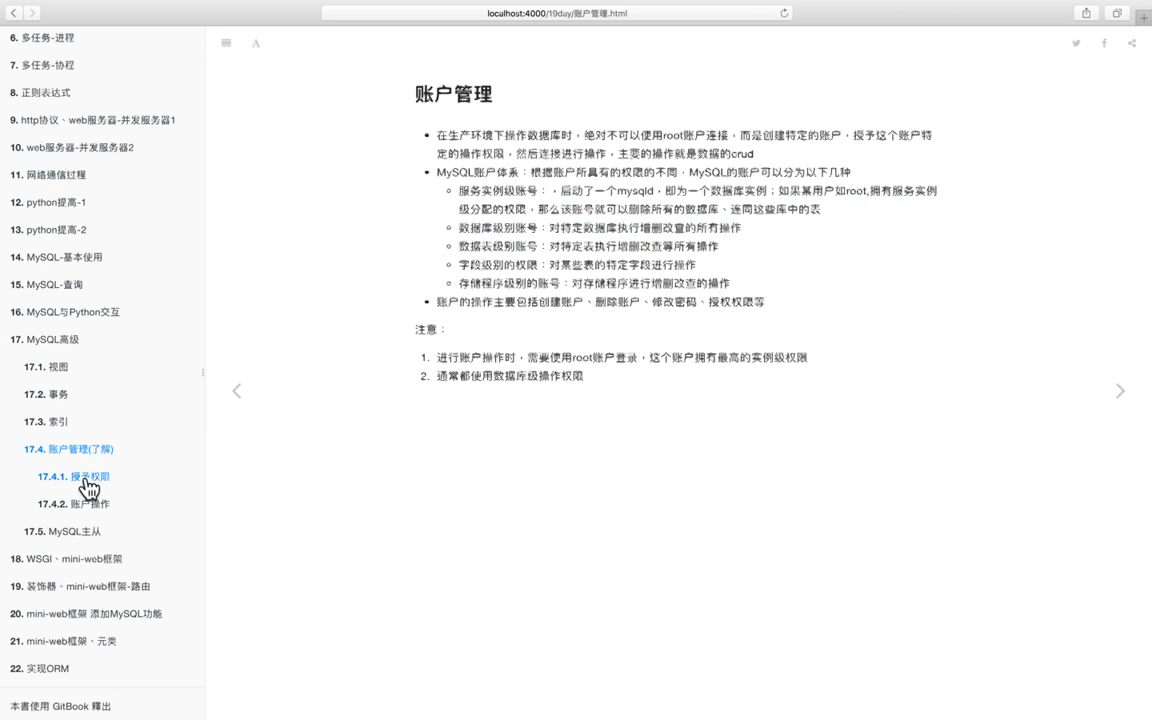 localhost:4000/19day/账户管理.html
6. 多任务-进程
7. 多任务-协程
8. 正则表达式
9. http协议、web服务器-并发服务器1
10. web服务器-并发服务器2
11. 网络通信过程
12. python提高-1
13. python提高-2
14. MySQL-基本使用
15. MySQL-查询
16. MySQL与Python交互
17. MySQL高级
17.1. 视图
17.2. 事务
17.3. 索引
17.4. 账户管理(了解)
17.4.1. 授予权限
17.4.2. 账户操作
17.5. MySQL主从
18. WSGI、mini-web框架
19. 装饰器、mini-web框架-路由
20. mini-web框架 添加MySQL功能
21. mini-web框架、元类
22. 实现ORM
本書使用 GitBook 釋出
A
账户管理
• 在生产环境下操作数据库时，绝对不可以使用root账户连接，而是创建特定的账户，授予这个账户特
定的操作权限，然后连接进行操作，主要的操作就是数据的crud
• MySQL账户体系：根据账户所具有的权限的不同，MySQL的账户可以分为以下几种
服务实例级账号：，启动了一个mysqld，即为一个数据库实例；如果某用户如root,拥有服务实例
级分配的权限，那么该账号就可以删除所有的数据库、连同这些库中的表
数据库级别账号：对特定数据库执行增删改查的所有操作
数据表级别账号：对特定表执行增删改查等所有操作
字段级别的权限：对某些表的特定字段进行操作
存储程序级别的账号：对存储程序进行增删改查的操作
• 账户的操作主要包括创建账户、删除账户、修改密码、授权权限等
注意：
1. 进行账户操作时，需要使用root账户登录，这个账户拥有最高的实例级权限
2. 通常都使用数据库级操作权限